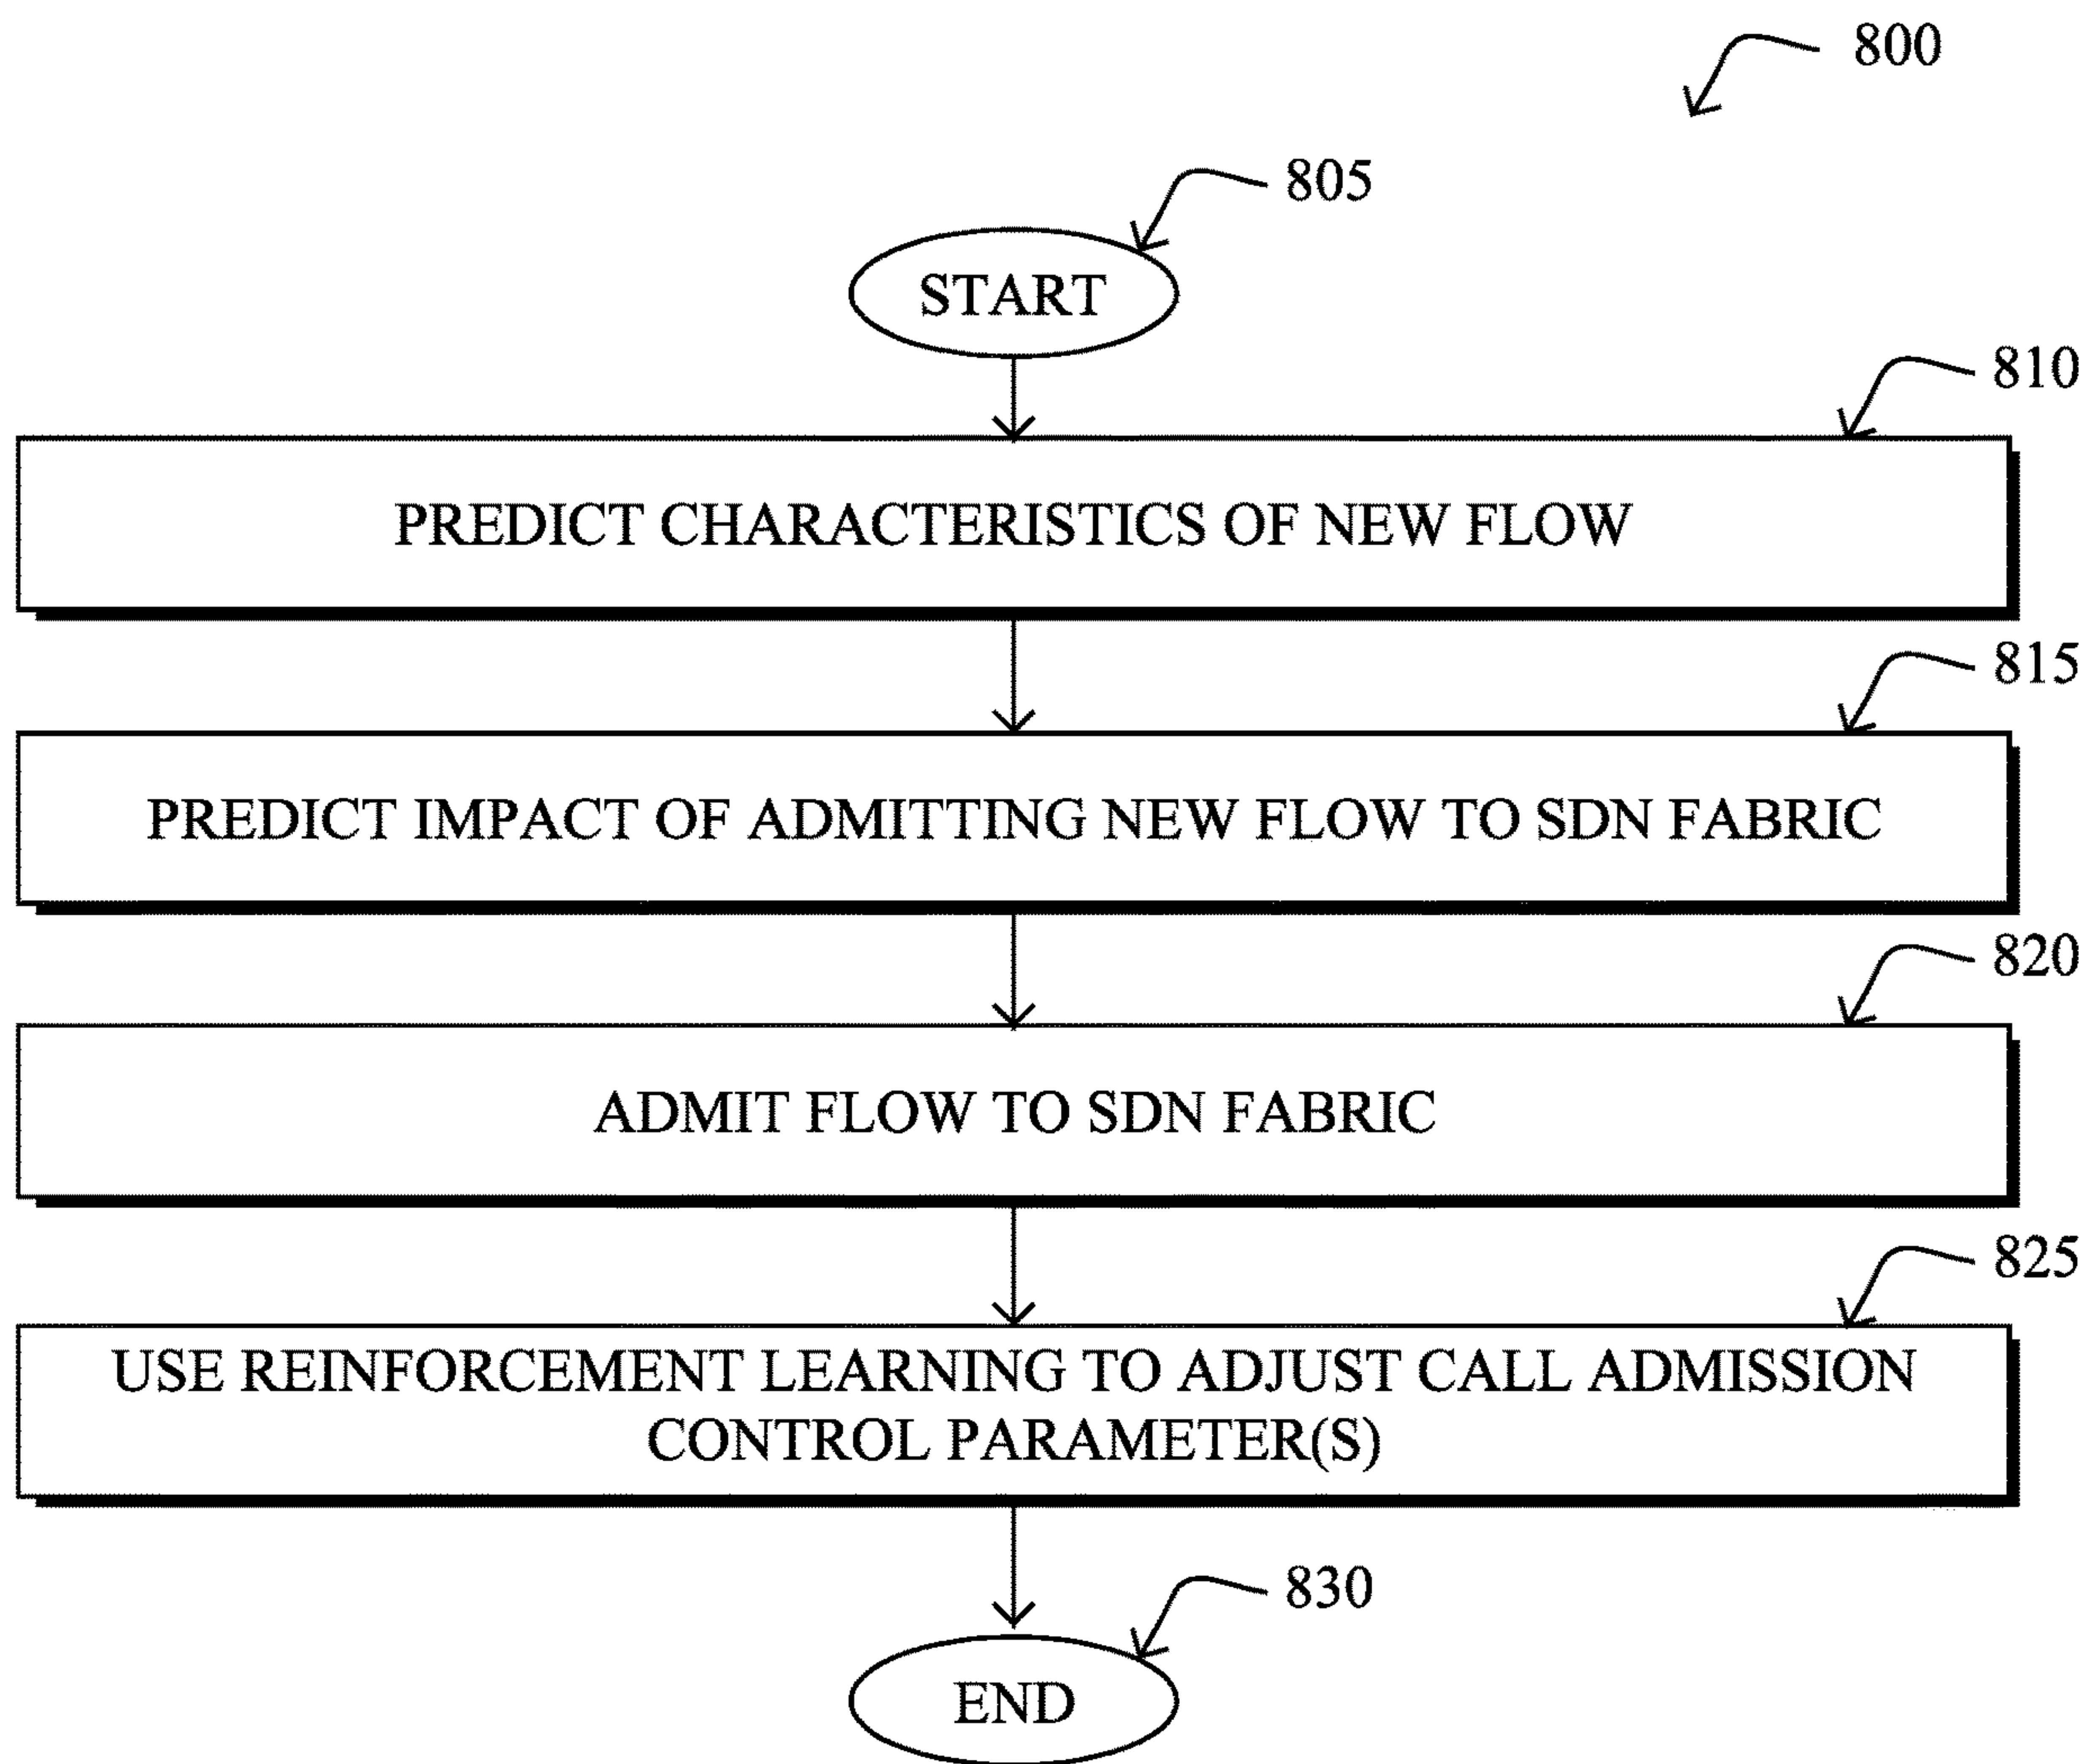 800
805
START
810
PREDICT CHARACTERISTICS OF NEW FLOW
815
PREDICT IMPACT OF ADMITTING NEW FLOW TO SDN FABRIC
820
ADMIT FLOW TO SDN FABRIC
825
USE REINFORCEMENT LEARNING TO ADJUST CALL ADMISSION
CONTROL PARAMETER(S)
830
END